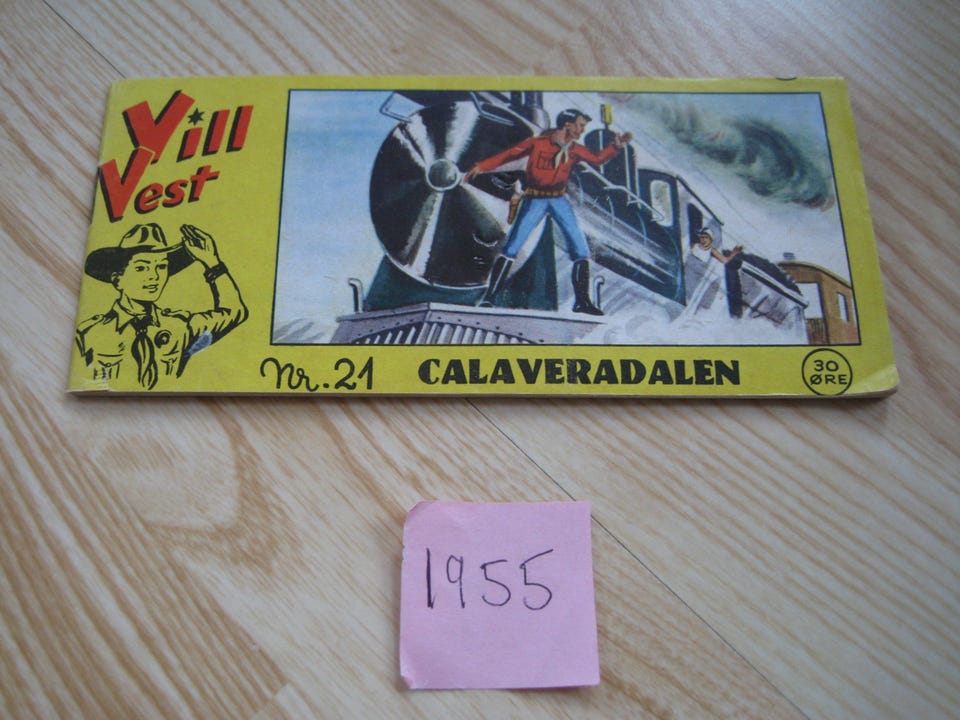 Vill
Vest
Nr. 21 CALAVERADALEN
30
ØRE
1955